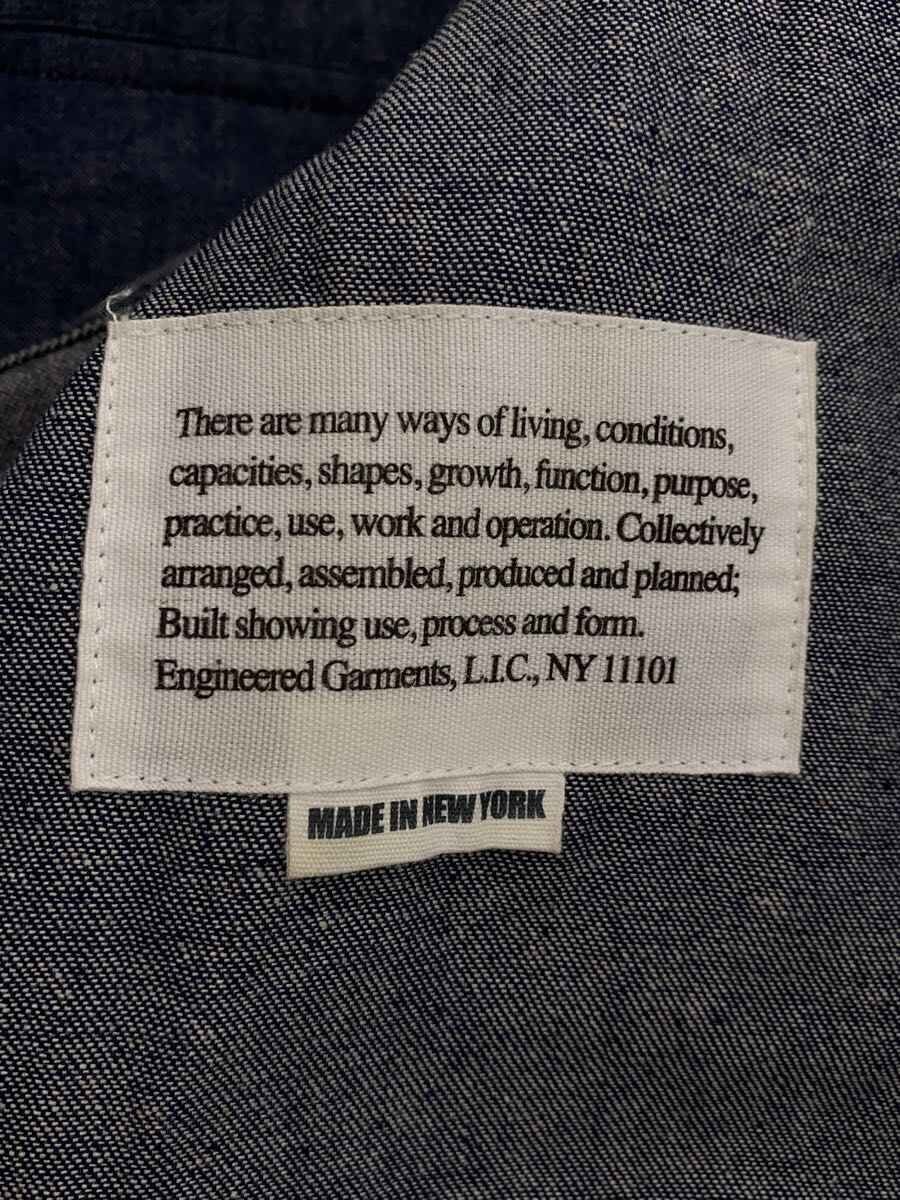 There are many ways of living, conditions,
capacities, shapes, growth, function, purpose,
practice, use, work and operation. Collectively
arranged, assembled, produced and planned;
Built showing use, process and form.
Engineered Garments, L.I.C., NY 11101
MADE IN NEW YORK